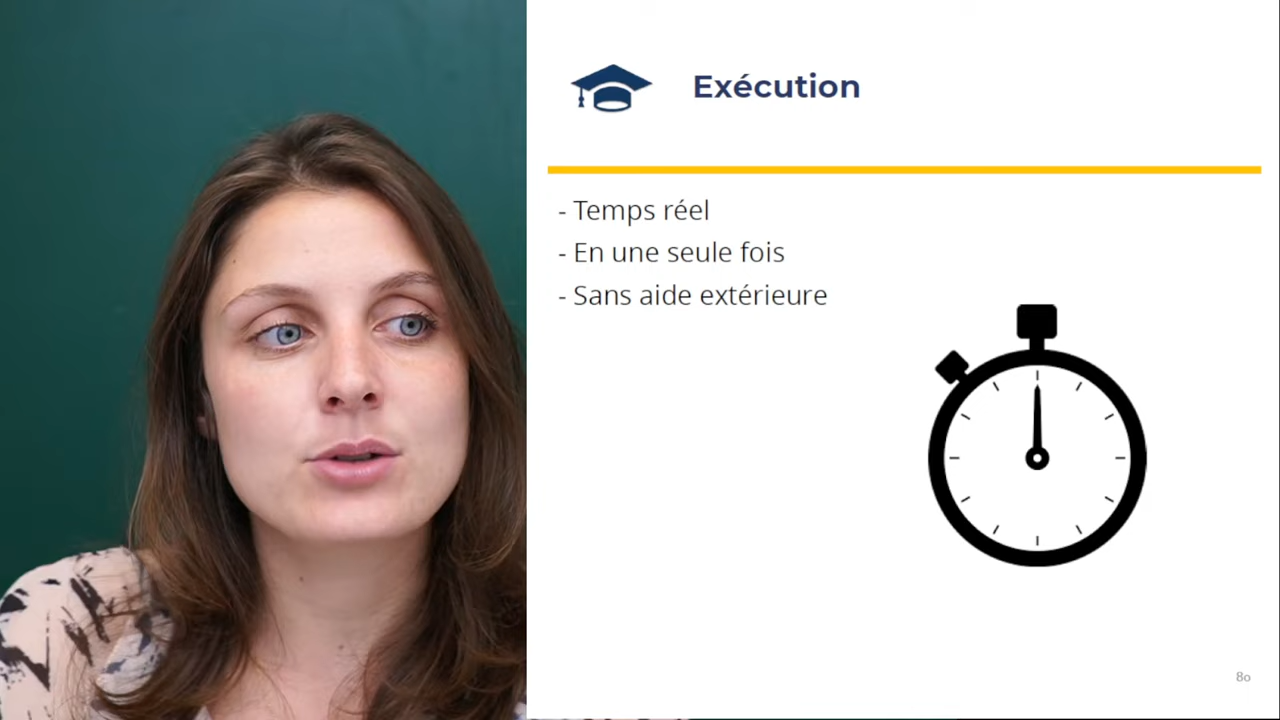 Exécution
- Temps réel
- En une seule fois
- Sans aide extérieure
80